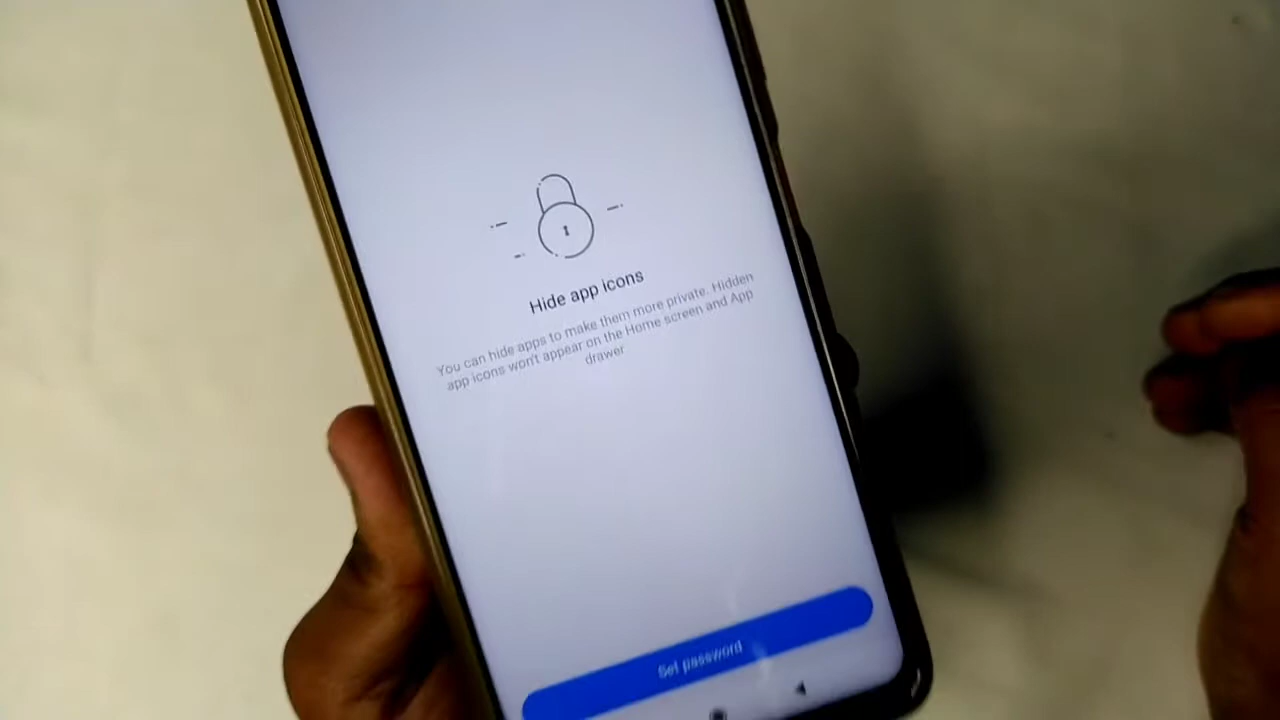 Hide app icons
You can hide apps to make them more private. Hidden
app icons won't appear on the Home screen and App
drawer
Set password